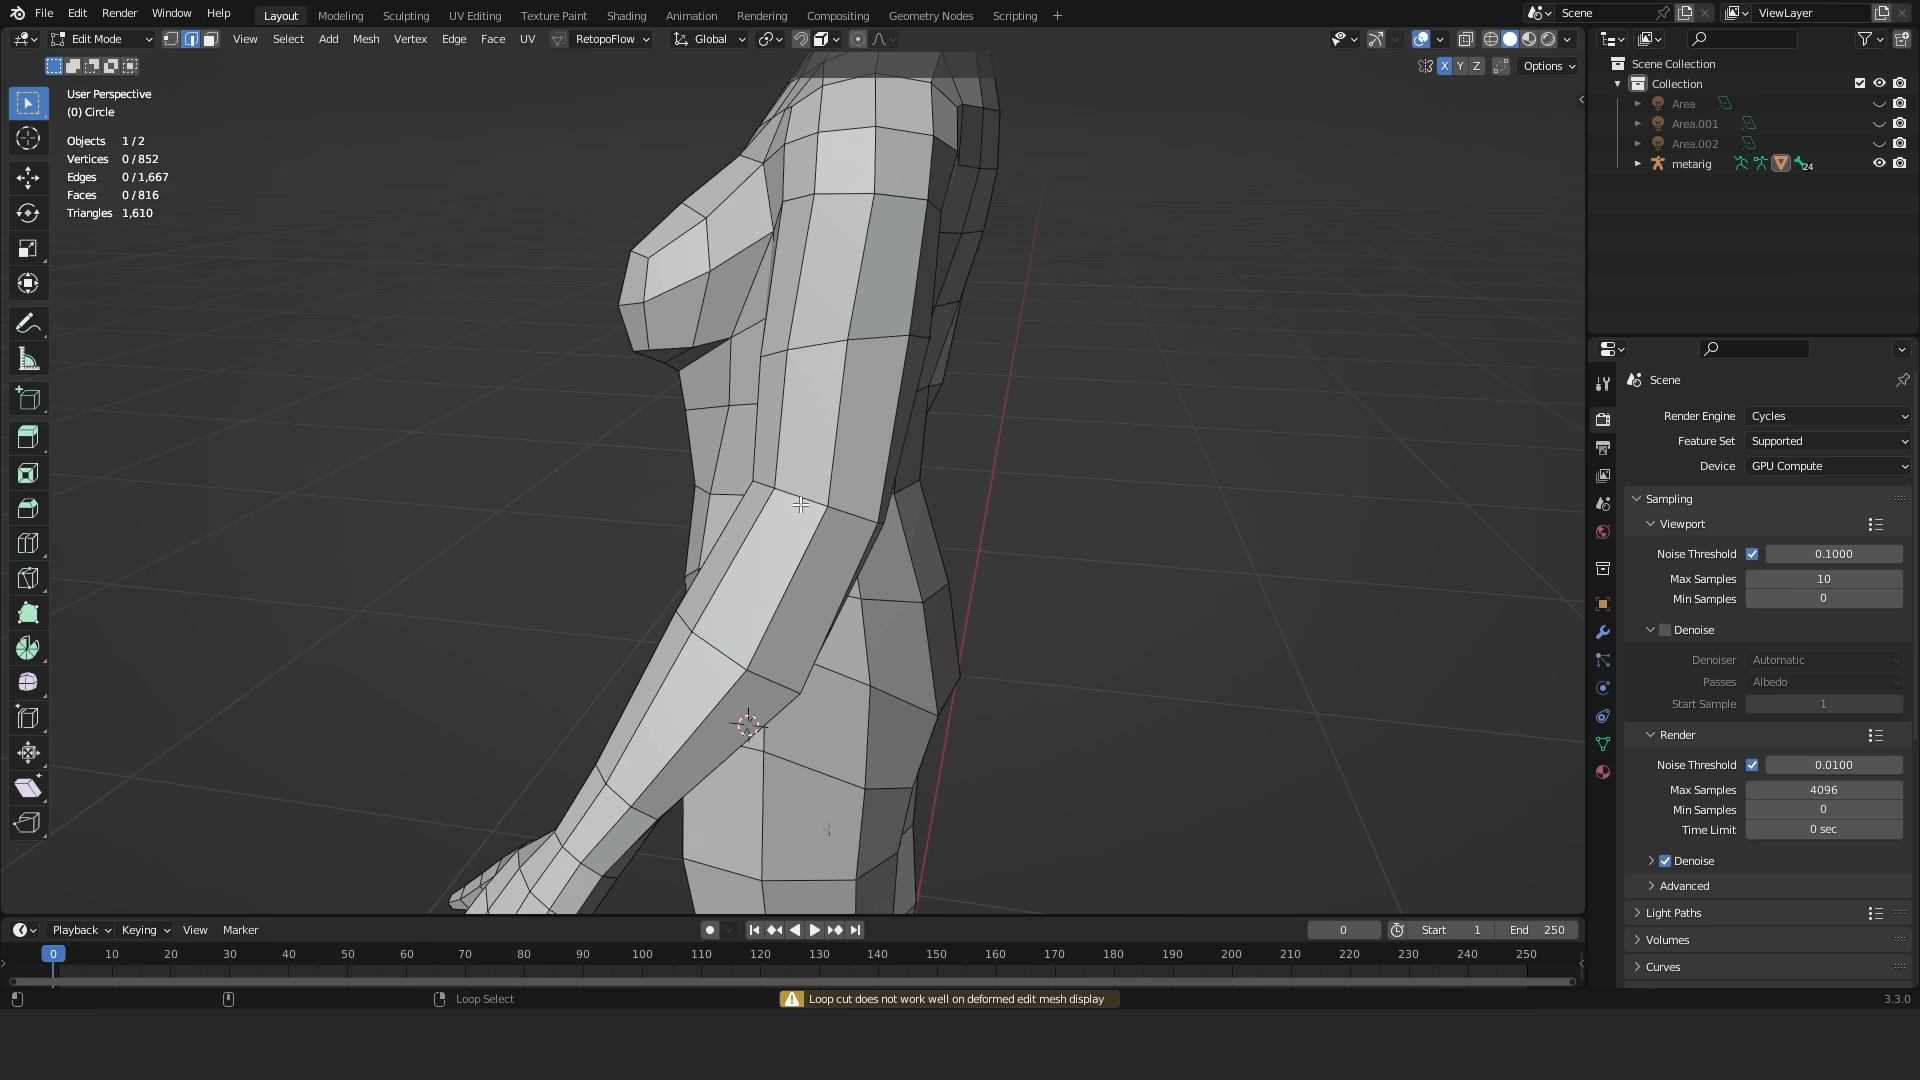 File Edit Render Window Help Layout Modeling Sculpting UV Editing Texture Paint Shading Animation Rendering Compositing Geometry Nodes Scripting + Scene ViewLayer
Edit Mode View Select Add Mesh Vertex Edge Face UV RetopoFlow Global
X Y Z Options
User Perspective
(0) Circle
Objects 1 / 2
Vertices 0 / 852
Edges 0 / 1,667
Faces 0 / 816
Triangles 1,610
Scene Collection
Collection
Area
Area.001
Area.002
metarig 24
Scene
Render Engine Cycles
Feature Set Supported
Device GPU Compute
Sampling
Viewport
Noise Threshold 0.1000
Max Samples 10
Min Samples 0
Denoise
Denoiser Automatic
Passes Albedo
Start Sample 1
Render
Noise Threshold 0.0100
Max Samples 4096
Min Samples 0
Time Limit 0 sec
Denoise
Advanced
Light Paths
Volumes
Curves
Playback Keying View Marker 0 Start 1 End 250
0 10 20 30 40 50 60 70 80 90 100 110 120 130 140 150 160 170 180 190 200 210 220 230 240 250
Loop Select Loop cut does not work well on deformed edit mesh display 3.3.0